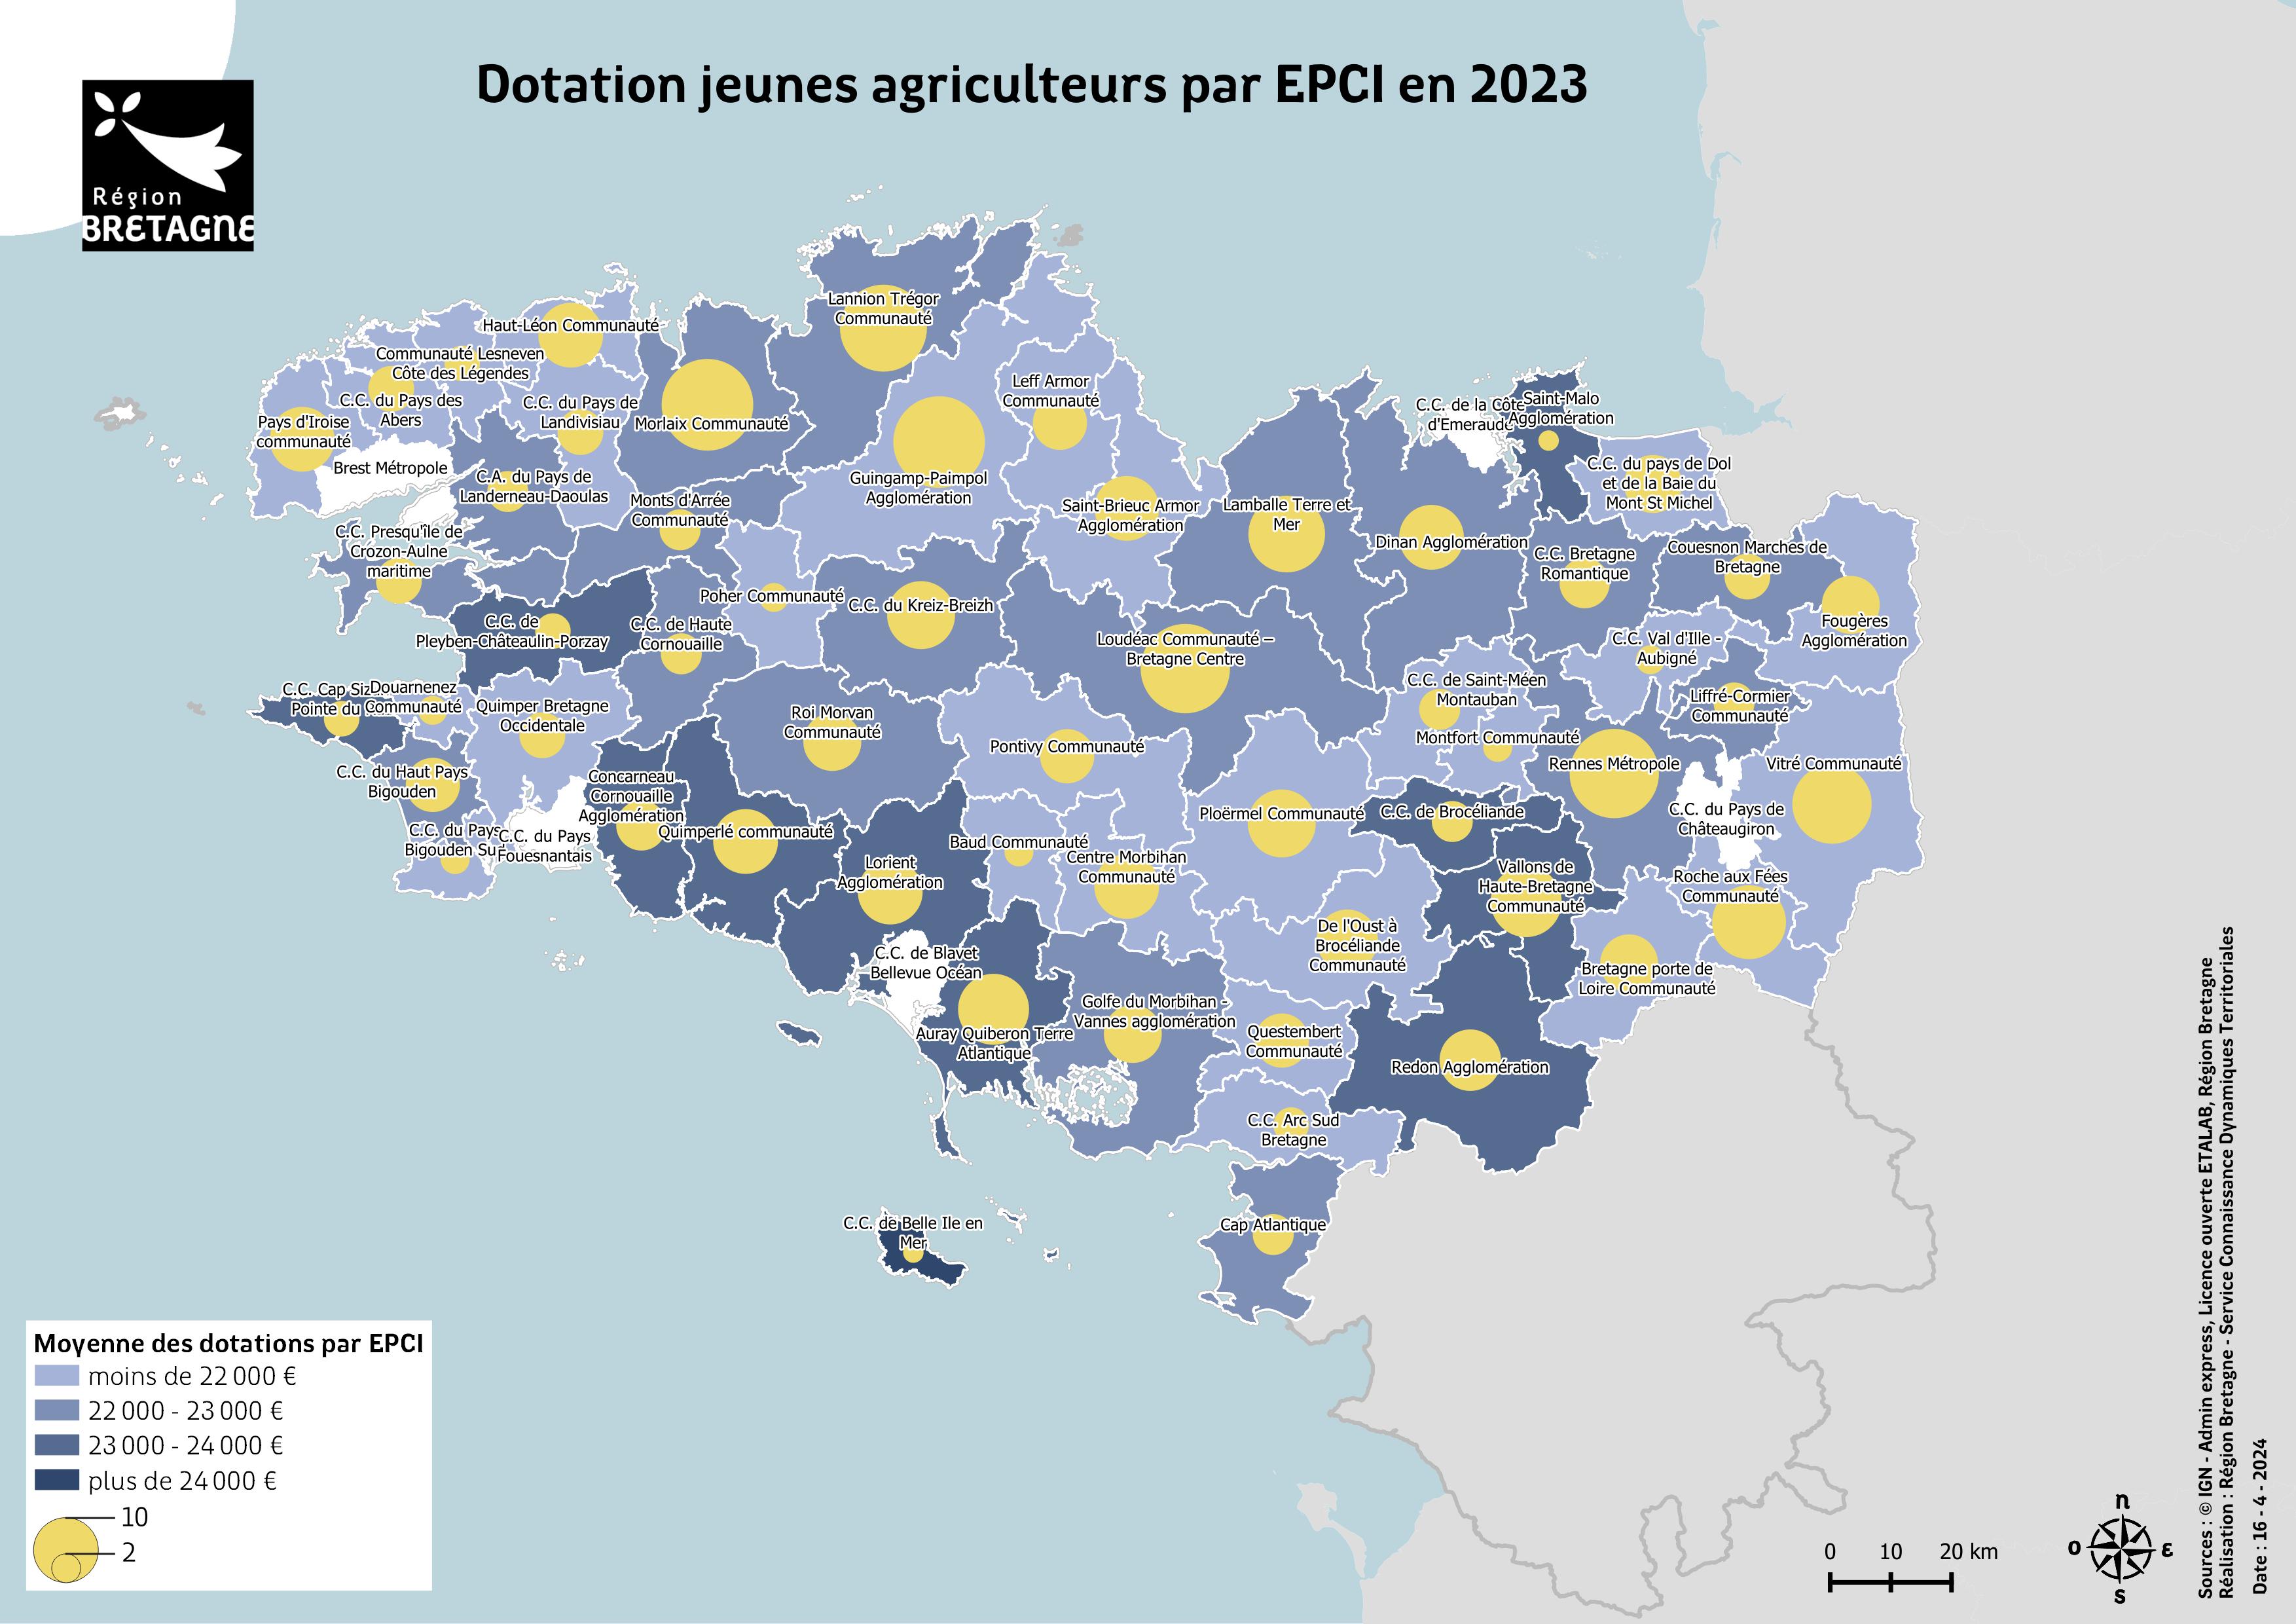 Dotation jeunes agriculteurs par EPCI en 2023
Région
BRETAGNE
Lannion Trégor
Communauté
Haut-Léon Communauté
Communauté Lesneven
Côte des Légendes
C.C. du Pays des
Abers
C.C. du Pays de
Landivisiau
Morlaix Communauté
Pays d'Iroise
communauté
Brest Métropole
C.A. du Pays de
Landerneau-Daoulas
Monts d'Arrée
Communauté
Guingamp-Paimpol
Agglomération
Leff Armor
Communauté
Saint-Brieuc Armor
Agglomération
Lamballe Terre et
Mer
Dinan Agglomération
C.C. de la Côte
d'Emeraude
Saint-Malo
Agglomération
C.C. du pays de Dol
et de la Baie du
Mont St Michel
C.C. Bretagne
Romantique
Couesnon Marches de
Bretagne
Fougères
Agglomération
C.C. Presqu'île de
Crozon-Aulne
maritime
C.C. de
Pleyben-Châteaulin-Porzay
C.C. de Haute
Cornouaille
Poher Communauté
C.C. du Kreiz-Breizh
Loudéac Communauté –
Bretagne Centre
C.C. Val d'Ille -
Aubigné
Liffré-Cormier
Communauté
C.C. de Saint-Méen
Montauban
Montfort Communauté
Rennes Métropole
Vitré Communauté
C.C. du Pays de
Châteaugiron
C.C. Cap
Pointe du
Douarnenez
Communauté
Quimper Bretagne
Occidentale
Roi Morvan
Communauté
Pontivy Communauté
C.C. du Haut Pays
Bigouden
Concarneau
Cornouaille
Agglomération
Quimperlé communauté
C.C. du Pays
Bigouden
C.C. du Pays
Fouesnantais
Lorient
Agglomération
Baud Communauté
Centre Morbihan
Communauté
Ploërmel Communauté
C.C. de Brocéliande
Vallons de
Haute-Bretagne
Communauté
Roche aux Fées
Communauté
De l'Oust à
Brocéliande
Communauté
Bretagne porte de
Loire Communauté
C.C. de Blavet
Bellevue Océan
Auray Quiberon Terre
Atlantique
Golfe du Morbihan -
Vannes agglomération
Questembert
Communauté
Redon Agglomération
C.C. Arc Sud
Bretagne
C.C. de Belle Ile en
Mer
Cap Atlantique
Moyenne des dotations par EPCI
moins de 22 000 €
22 000 - 23 000 €
23 000 - 24 000 €
plus de 24 000 €
10
2
0 10 20 km
n
o
ε
s
Sources : © IGN - Admin express, Licence ouverte ETALAB, Région Bretagne
Réalisation : Région Bretagne - Service Connaissance Dynamiques Territoriales
Date : 16 - 4 - 2024